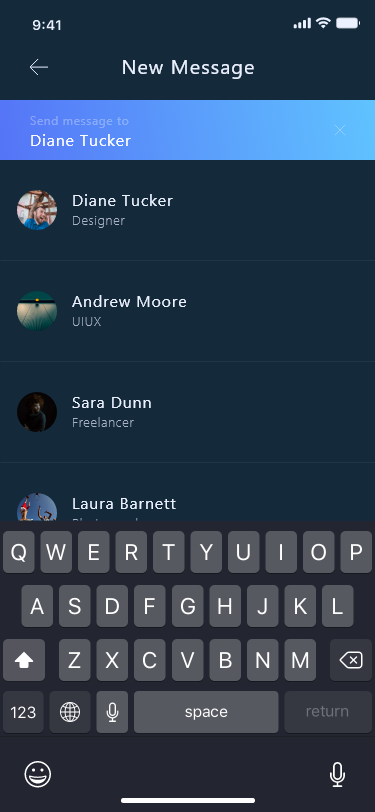 9:41
New Message
Send message to
Diane Tucker
Diane Tucker
Designer
Andrew Moore
UIUX
Sara Dunn
Freelancer
Laura Barnett
Q W E R T Y U I O P
A S D F G H J K L
Z X C V B N M
123 space return